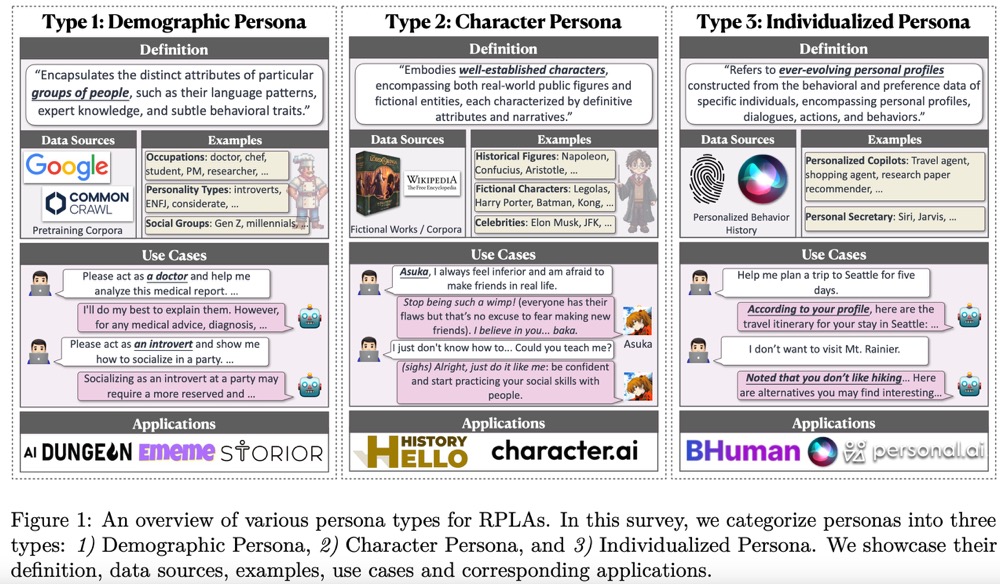 Type 1: Demographic Persona
Definition
“Encapsulates the distinct attributes of particular
groups of people, such as their language patterns,
expert knowledge, and subtle behavioral traits.”
Data Sources
Google
COMMON
CRAWL
Pretraining Corpora
Examples
Occupations: doctor, chef,
student, PM, researcher, ...
Personality Types: introverts,
ENFJ, considerate, ...
Social Groups: Gen Z, millennials, ...
Use Cases
Please act as a doctor and help me
analyze this medical report. ...
I'll do my best to explain them. However,
for any medical advice, diagnosis, ...
Please act as an introvert and show me
how to socialize in a party. ...
Socializing as an introvert at a party may
require a more reserved and ...
Applications
AI DUNGEON Ememe STORIOR
Type 2: Character Persona
Definition
“Embodies well-established characters,
encompassing both real-world public figures and
fictional entities, each characterized by definitive
attributes and narratives.”
Data Sources
WIKIPEDIA
The Free Encyclopedia
Fictional Works / Corpora
Examples
Historical Figures: Napoleon,
Confucius, Aristotle, ...
Fictional Characters: Legolas,
Harry Porter, Batman, Kong, ...
Celebrities: Elon Musk, JFK, ...
Use Cases
Asuka, I always feel inferior and am afraid to
make friends in real life.
Stop being such a wimp! (everyone has their
flaws but that’s no excuse to fear making new
friends). I believe in you... baka.
Asuka
I just don't know how to... Could you teach me?
(sighs) Alright, just do it like me: be confident
and start practicing your social skills with
people.
Applications
HISTORY
HELLO
character.ai
Type 3: Individualized Persona
Definition
“Refers to ever-evolving personal profiles
constructed from the behavioral and preference data of
specific individuals, encompassing personal profiles,
dialogues, actions, and behaviors.”
Data Sources
Personalized Behavior
History
Examples
Personalized Copilots: Travel agent,
shopping agent, research paper
recommender, ...
Personal Secretary: Siri, Jarvis, ...
Use Cases
Help me plan a trip to Seattle for five
days.
According to your profile, here are the
travel itinerary for your stay in Seattle: ...
I don’t want to visit Mt. Rainier.
Noted that you don’t like hiking... Here
are alternatives you may find interesting...
Applications
BHuman personal.ai
Figure 1: An overview of various persona types for RPLAs. In this survey, we categorize personas into three
types: 1) Demographic Persona, 2) Character Persona, and 3) Individualized Persona. We showcase their
definition, data sources, examples, use cases and corresponding applications.